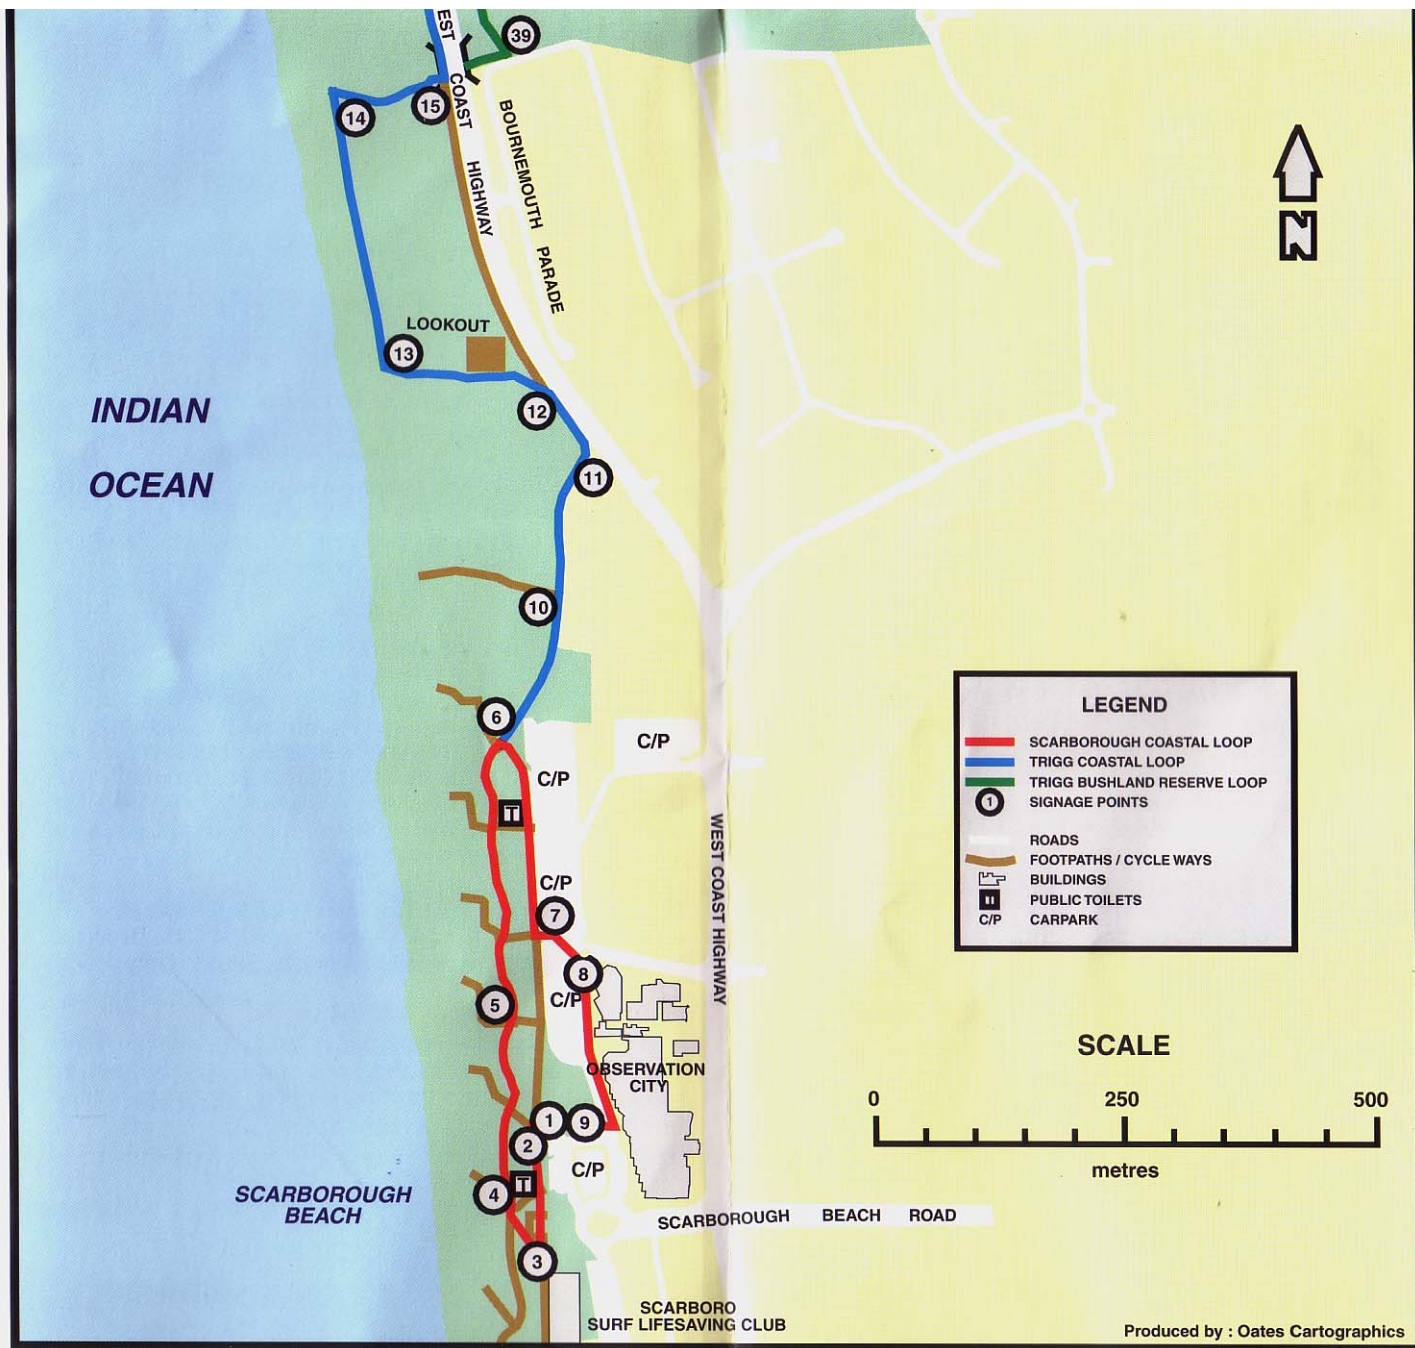 39
EST
COAST
HIGHWAY
15
14
BOURNEMOUTH PARADE
N
LOOKOUT
13
12
11
INDIAN
OCEAN
10
6
C/P
C/P
T
C/P
7
8
C/P
5
WEST COAST HIGHWAY
OBSERVATION
CITY
1
9
2
C/P
T
4
SCARBOROUGH
BEACH
SCARBOROUGH BEACH ROAD
3
SCARBORO
SURF LIFESAVING CLUB
LEGEND
SCARBOROUGH COASTAL LOOP
TRIGG COASTAL LOOP
TRIGG BUSHLAND RESERVE LOOP
1 SIGNAGE POINTS
ROADS
FOOTPATHS / CYCLE WAYS
BUILDINGS
T PUBLIC TOILETS
C/P CARPARK
SCALE
0 250 500
metres
Produced by : Oates Cartographics